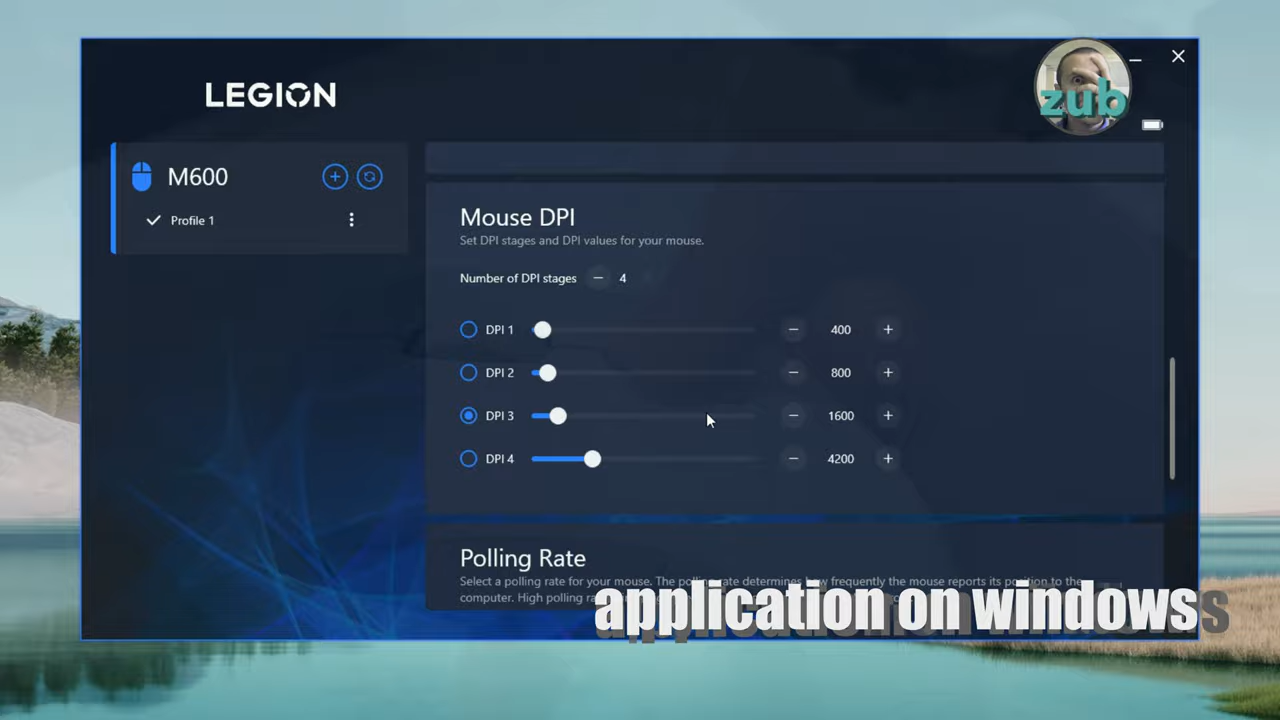 LEGION
zub
M600
Profile 1
Mouse DPI
Set DPI stages and DPI values for your mouse.
Number of DPI stages 4
DPI 1 400
DPI 2 800
DPI 3 1600
DPI 4 4200
Polling Rate
Select a polling rate for your mouse. The polling rate determines how frequently the mouse reports its position to the
computer. High polling
application on windows